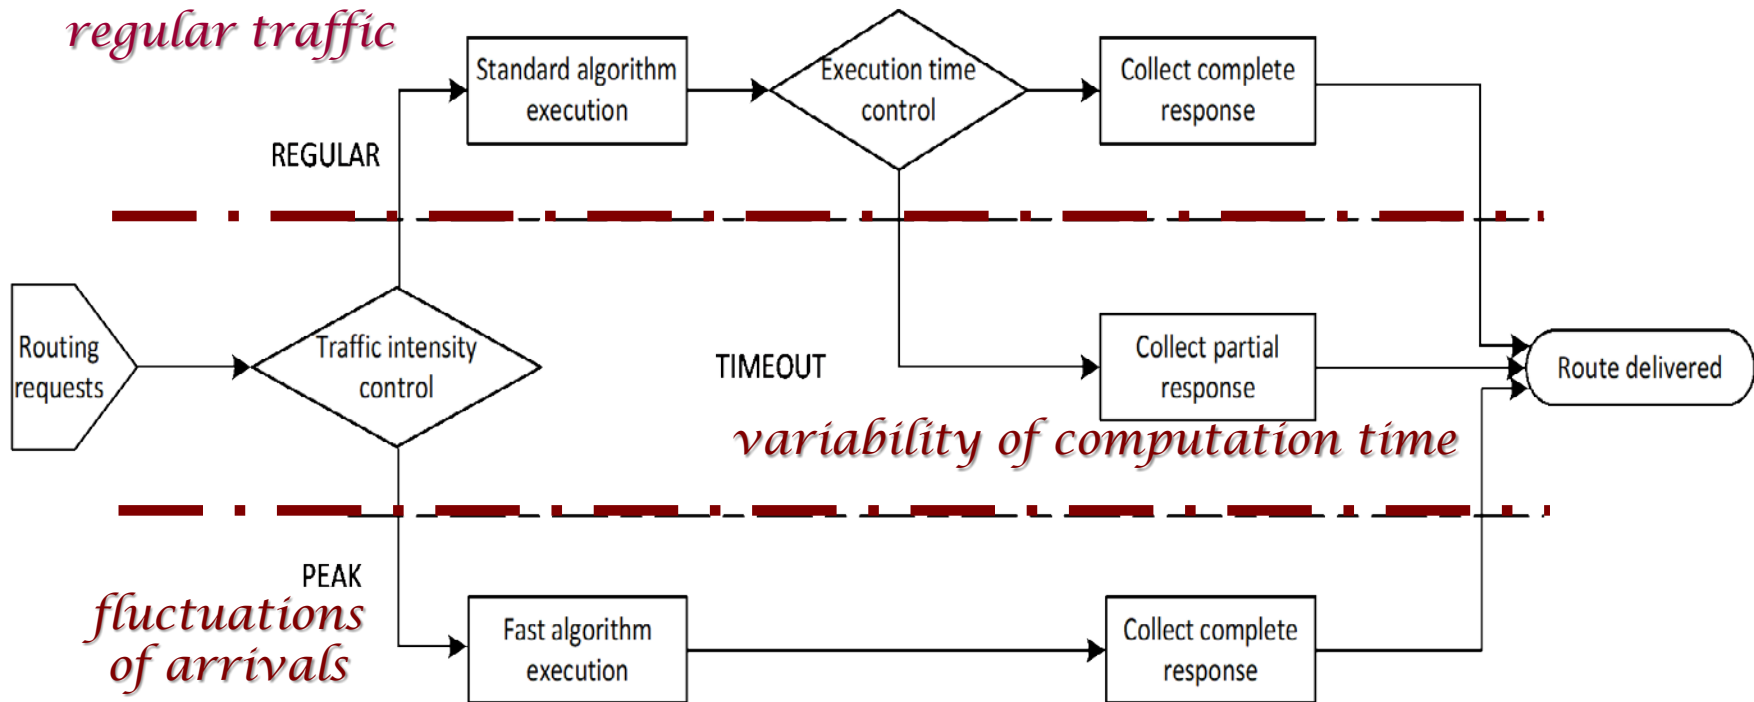 regular traffic
Standard algorithm
execution
Execution time
control
Collect complete
response
REGULAR
Routing
requests
Traffic intensity
control
TIMEOUT
Collect partial
response
Route delivered
variability of computation time
PEAK
fluctuations
of arrivals
Fast algorithm
execution
Collect complete
response